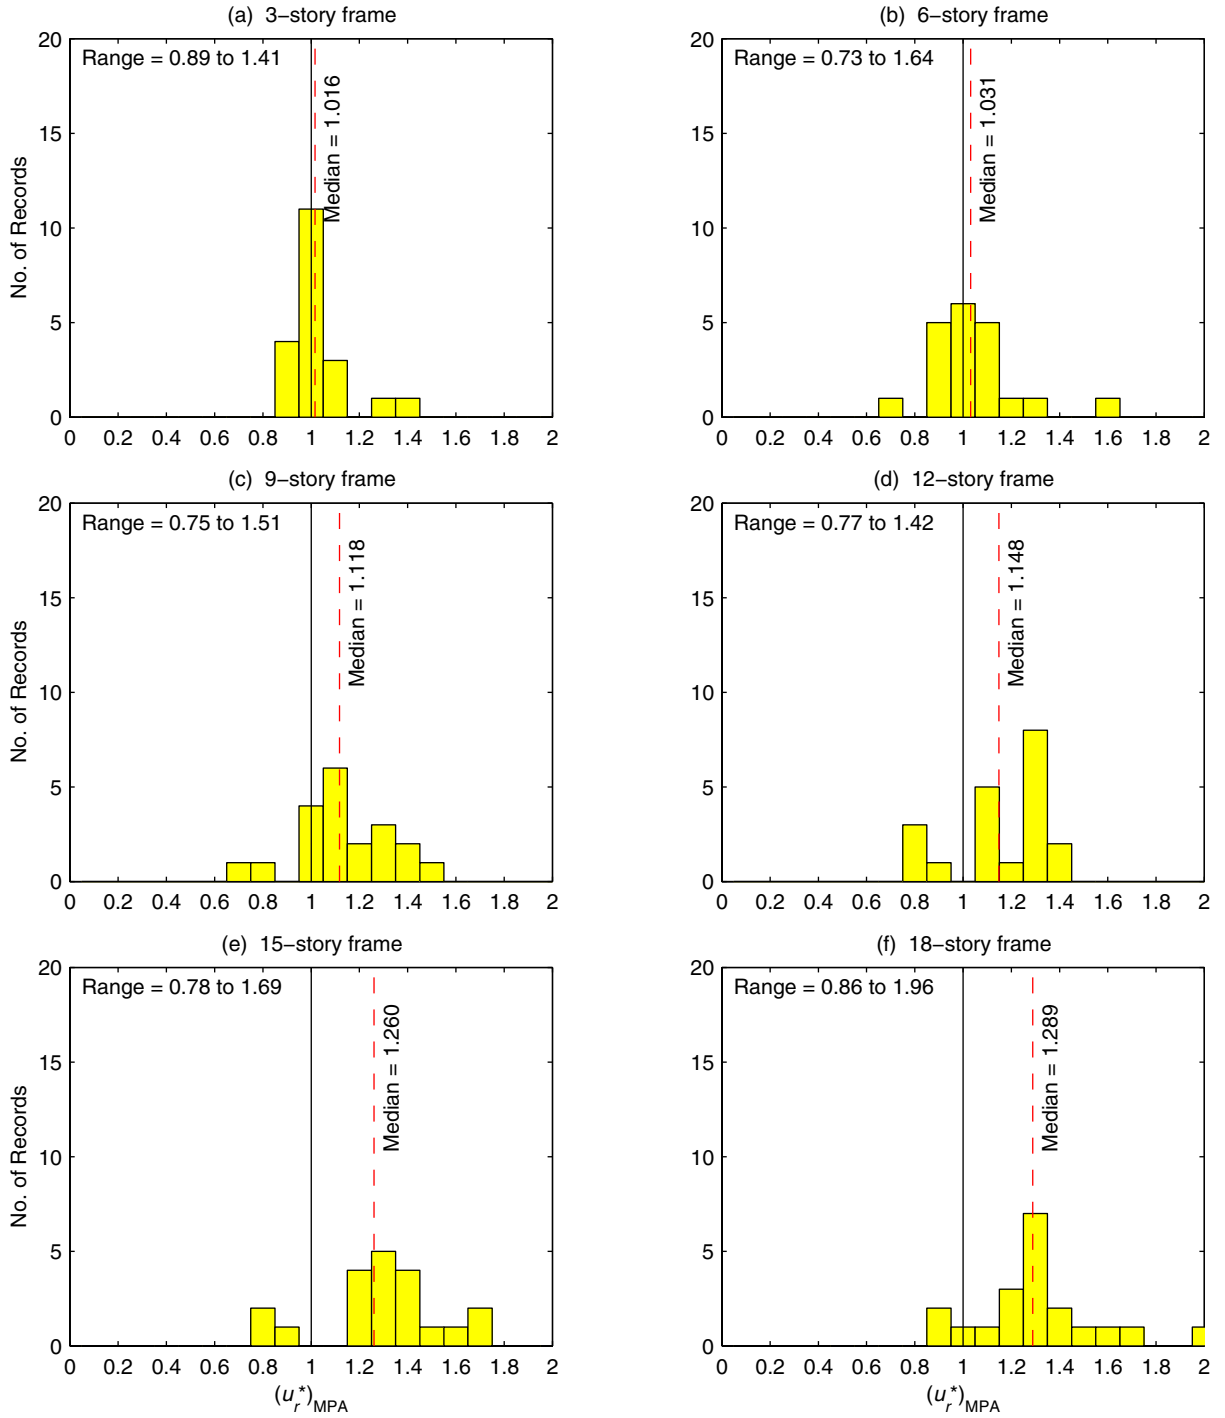 (a) 3−story frame
Range = 0.89 to 1.41
Median = 1.016
No. of Records
20
15
10
5
0
0 0.2 0.4 0.6 0.8 1 1.2 1.4 1.6 1.8 2
(b) 6−story frame
Range = 0.73 to 1.64
Median = 1.031
20
15
10
5
0
0 0.2 0.4 0.6 0.8 1 1.2 1.4 1.6 1.8 2
(c) 9−story frame
Range = 0.75 to 1.51
Median = 1.118
No. of Records
20
15
10
5
0
0 0.2 0.4 0.6 0.8 1 1.2 1.4 1.6 1.8 2
(d) 12−story frame
Range = 0.77 to 1.42
Median = 1.148
20
15
10
5
0
0 0.2 0.4 0.6 0.8 1 1.2 1.4 1.6 1.8 2
(e) 15−story frame
Range = 0.78 to 1.69
Median = 1.260
No. of Records
20
15
10
5
0
0 0.2 0.4 0.6 0.8 1 1.2 1.4 1.6 1.8 2
(u_r^*)_MPA
(f) 18−story frame
Range = 0.86 to 1.96
Median = 1.289
20
15
10
5
0
0 0.2 0.4 0.6 0.8 1 1.2 1.4 1.6 1.8 2
(u_r^*)_MPA